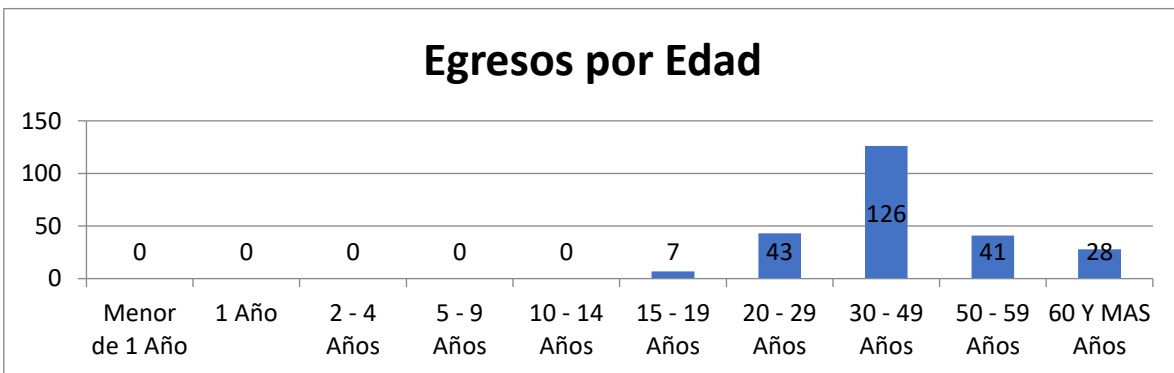 Egresos por Edad
150
100
50
0
0 0 0 0 0 7 43 126 41 28
Menor de 1 Año
1 Año
2 - 4 Años
5 - 9 Años
10 - 14 Años
15 - 19 Años
20 - 29 Años
30 - 49 Años
50 - 59 Años
60 Y MAS Años